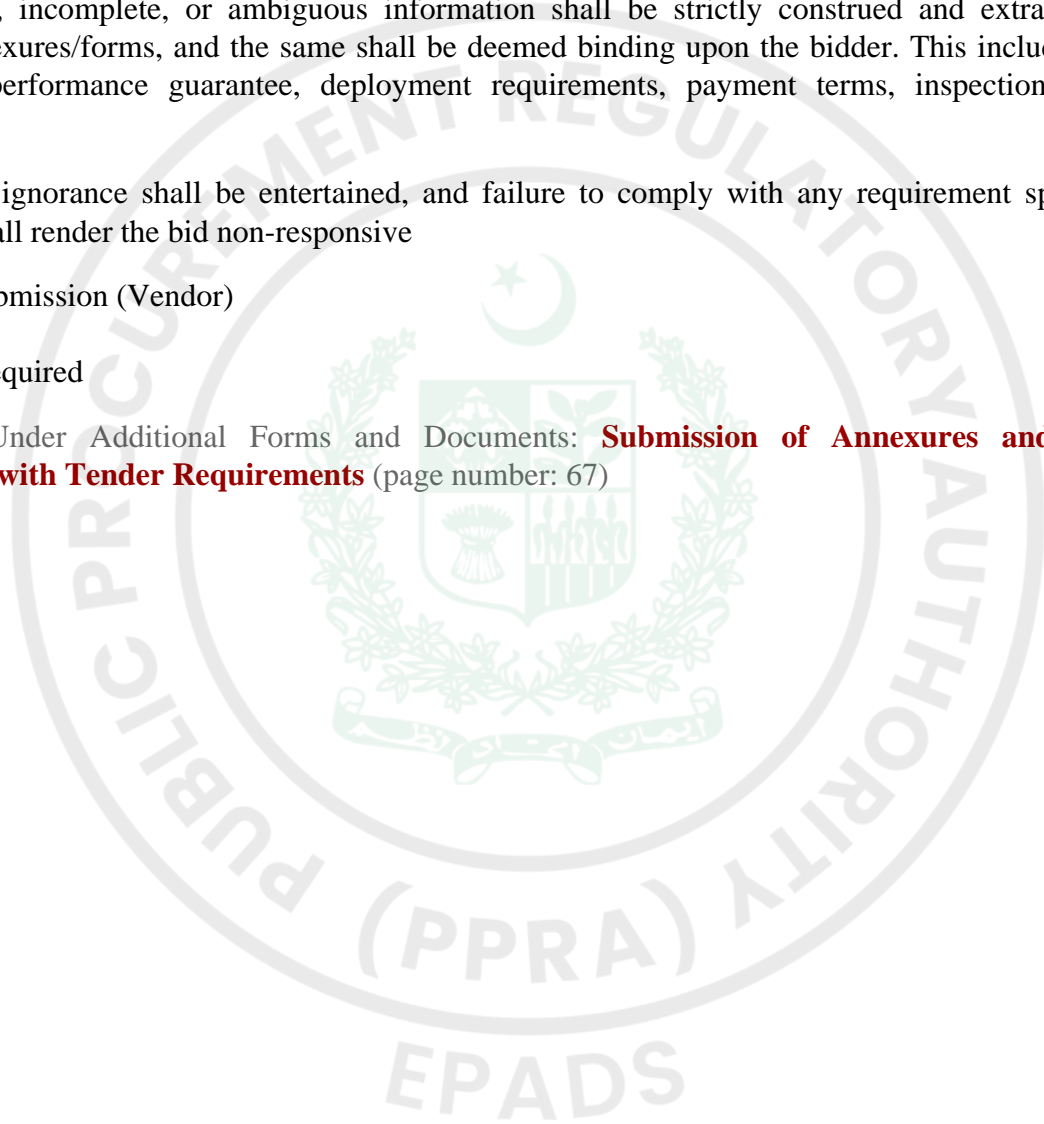 , incomplete, or ambiguous information shall be strictly construed and extra
exures/forms, and the same shall be deemed binding upon the bidder. This includ
performance guarantee, deployment requirements, payment terms, inspection
ignorance shall be entertained, and failure to comply with any requirement sp
all render the bid non-responsive
bmission (Vendor)
equired
Under Additional Forms and Documents: Submission of Annexures and
with Tender Requirements (page number: 67)
PUBLIC PROCUREMENT REGULATORY AUTHORITY
(PPRA)
EPADS